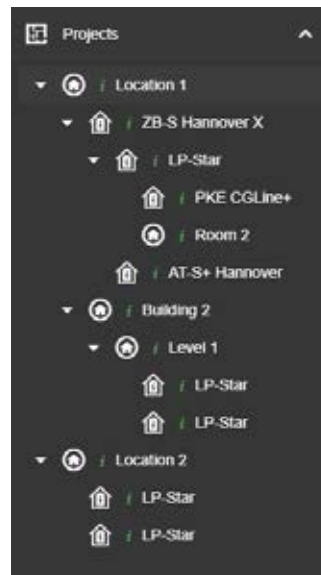 Projects
i Location 1
i ZB-S Hannover X
i LP-Star
i PKE CGLine+
i Room 2
i AT-S+ Hannover
i Building 2
i Level 1
i LP-Star
i LP-Star
i Location 2
i LP-Star
i LP-Star